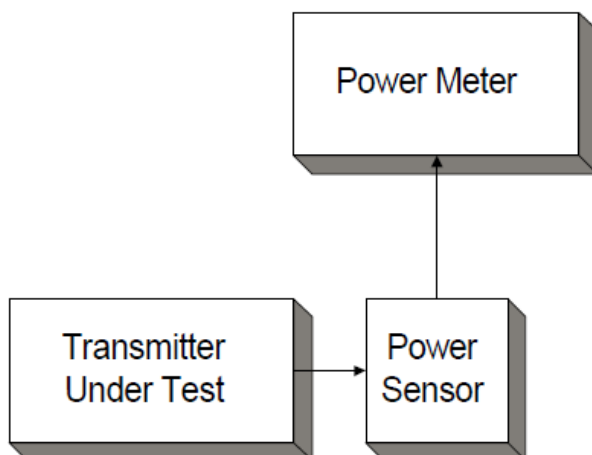 Power Meter
Transmitter
Under Test
Power
Sensor